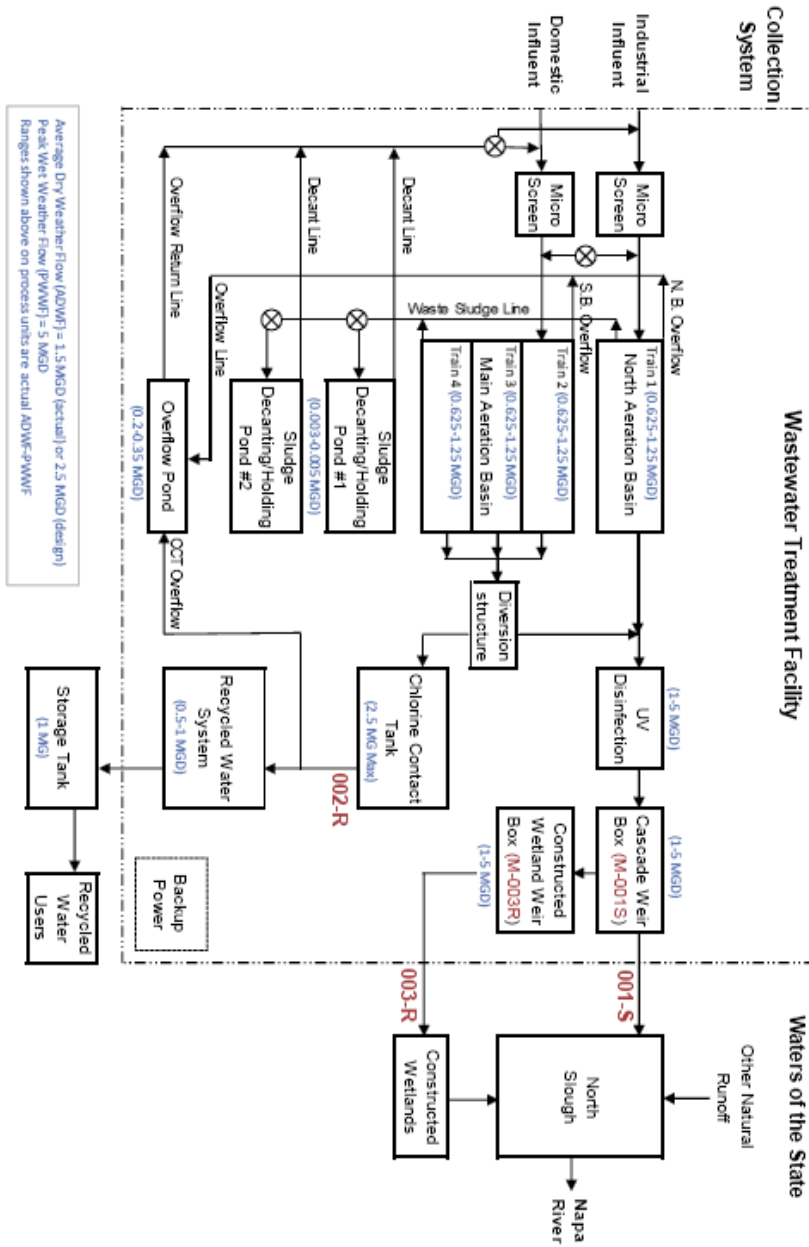 Collection
System
Wastewater Treatment Facility
Waters of the State
Industrial
Influent
Domestic
Influent
Micro
Screen
Micro
Screen
N. B. Overflow
S.B. Overflow
Train 1 (0.625-1.25 MGD)
North Aeration Basin
Train 2 (0.625-1.25 MGD)
Train 3 (0.625-1.25 MGD)
Main Aeration Basin
Train 4 (0.625-1.25 MGD)
Waste Sludge Line
Diversion
structure
(1-5 MGD)
UV
Disinfection
(1-5 MGD)
Cascade Weir
Box (M-001S)
Constructed
Wetland Weir
Box (M-003R)
(1-5 MGD)
001-S
003-R
Other Natural
Runoff
North
Slough
Napa
River
Constructed
Wetlands
Decant Line
Decant Line
Sludge
Decanting/Holding
Pond #1
(0.003-0.005 MGD)
Sludge
Decanting/Holding
Pond #2
Chlorine Contact
Tank
(2.5 MG Max)
002-R
Overflow Line
Overflow Return Line
Overflow Pond
(0.2-0.35 MGD)
CCT Overflow
Recycled Water
System
(0.5-1 MGD)
Backup
Power
Storage Tank
(1 MG)
Recycled
Water
Users
Average Dry Weather Flow (ADWF) = 1.5 MGD (actual) or 2.5 MGD (design)
Peak Wet Weather Flow (PWWF) = 5 MGD
Ranges shown above on process units are actual ADWF-PWWF